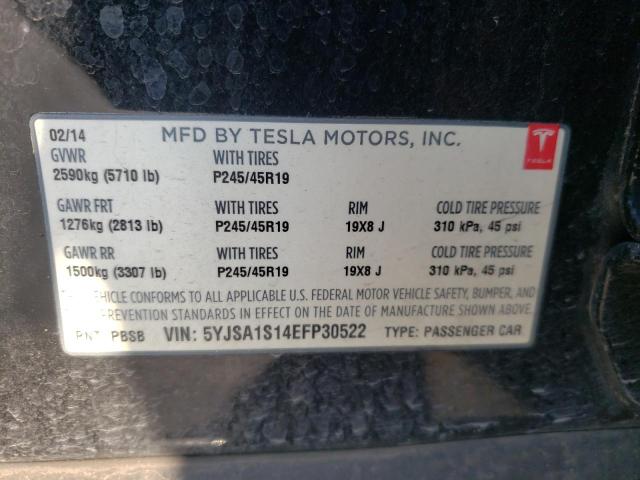 02/14 MFD BY TESLA MOTORS, INC.
TESLA
GVWR WITH TIRES
2590kg (5710 lb) P245/45R19
GAWR FRT WITH TIRES RIM COLD TIRE PRESSURE
1276kg (2813 lb) P245/45R19 19X8 J 310 kPa, 45 psi
GAWR RR WITH TIRES RIM COLD TIRE PRESSURE
1500kg (3307 lb) P245/45R19 19X8 J 310 kPa, 45 psi
VEHICLE CONFORMS TO ALL APPLICABLE U.S. FEDERAL MOTOR VEHICLE SAFETY, BUMPER, AND
PREVENTION STANDARDS IN EFFECT ON THE DATE OF MANUFACTURE SHOWN ABOVE.
PNT: PBSB VIN: 5YJSA1S14EFP30522 TYPE: PASSENGER CAR